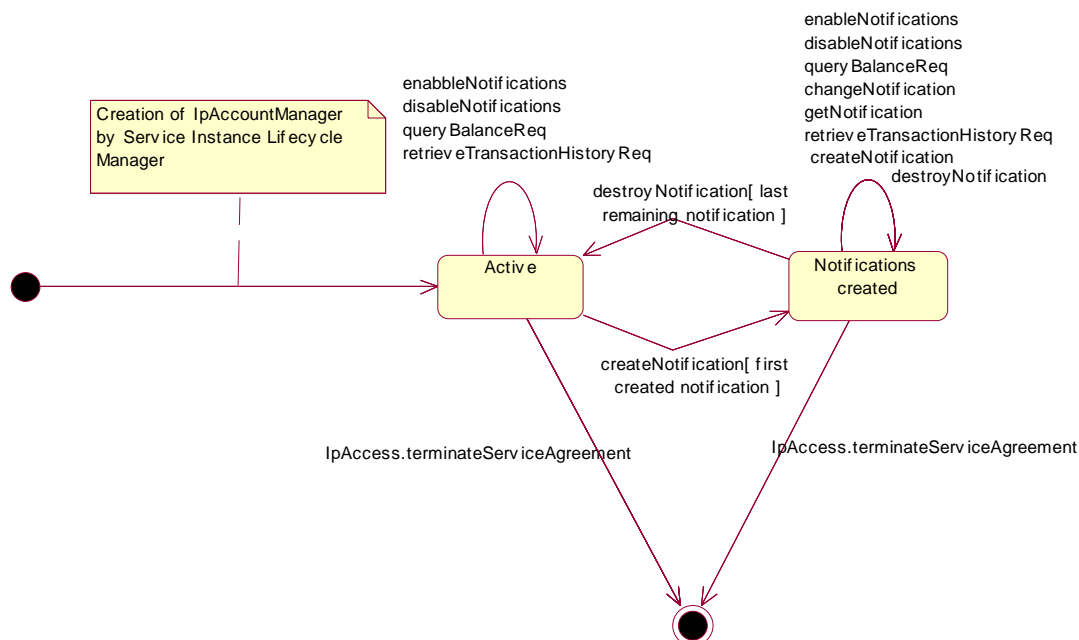 enableNotifications
disableNotifications
queryBalanceReq
changeNotification
getNotification
retrieveTransactionHistoryReq
createNotification
destroyNotification
enabbleNotifications
disableNotifications
queryBalanceReq
retrieveTransactionHistoryReq
Creation of IpAccountManager
by Service Instance Lifecycle
Manager
destroyNotification[ last
remaining notification ]
Active
Notifications
created
createNotification[ first
created notification ]
IpAccess.terminateServiceAgreement
IpAccess.terminateServiceAgreement